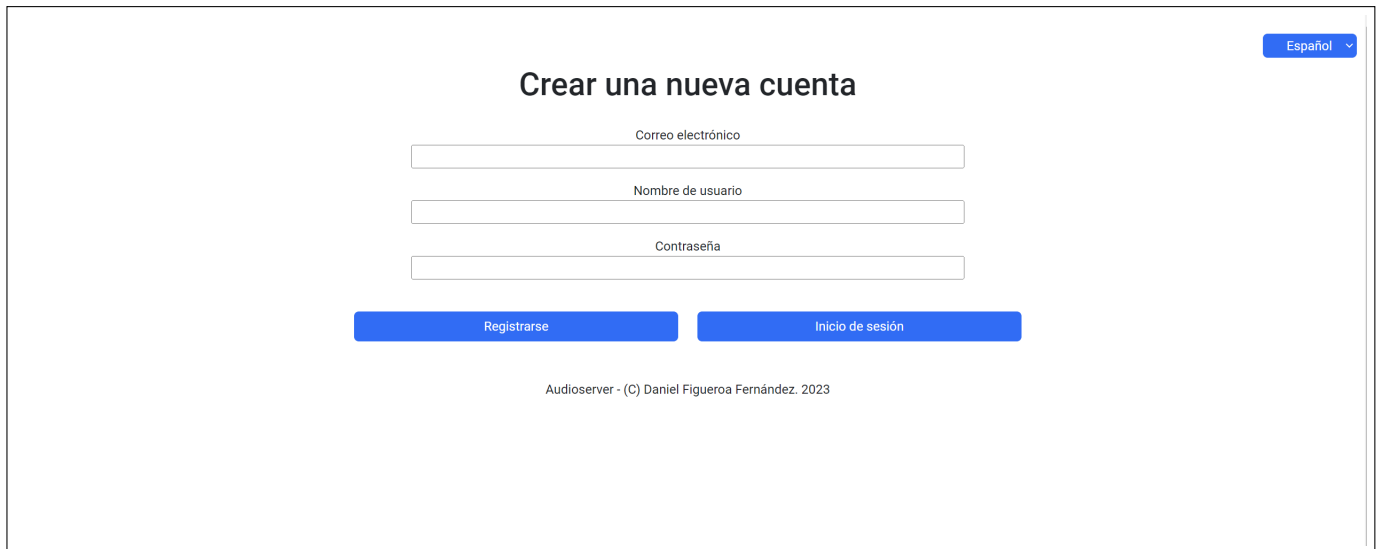 Español
Crear una nueva cuenta
Correo electrónico
Nombre de usuario
Contraseña
Registrarse
Inicio de sesión
Audioserver - (C) Daniel Figueroa Fernández. 2023